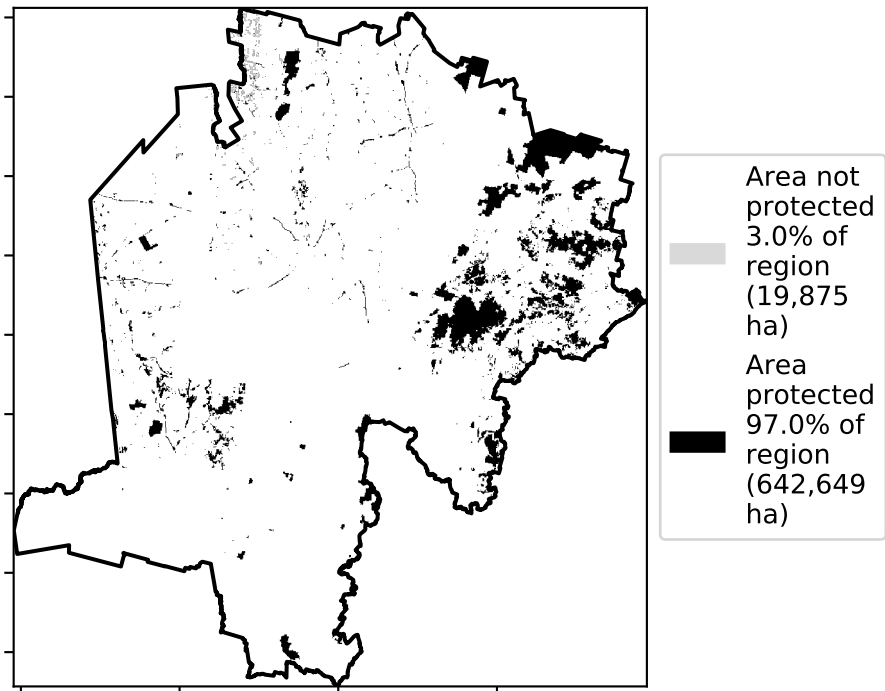 Area not
protected
3.0% of
region
(19,875
ha)
Area
protected
97.0% of
region
(642,649
ha)